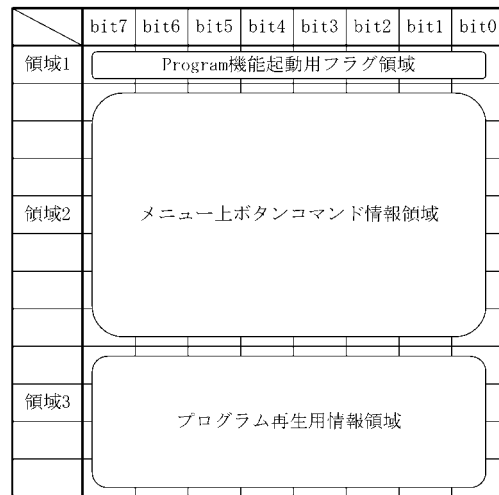 bit7 bit6 bit5 bit4 bit3 bit2 bit1 bit0
領域1 Program機能起動用フラグ領域
領域2 メニュー上ボタンコマンド情報領域
領域3
プログラム再生用情報領域